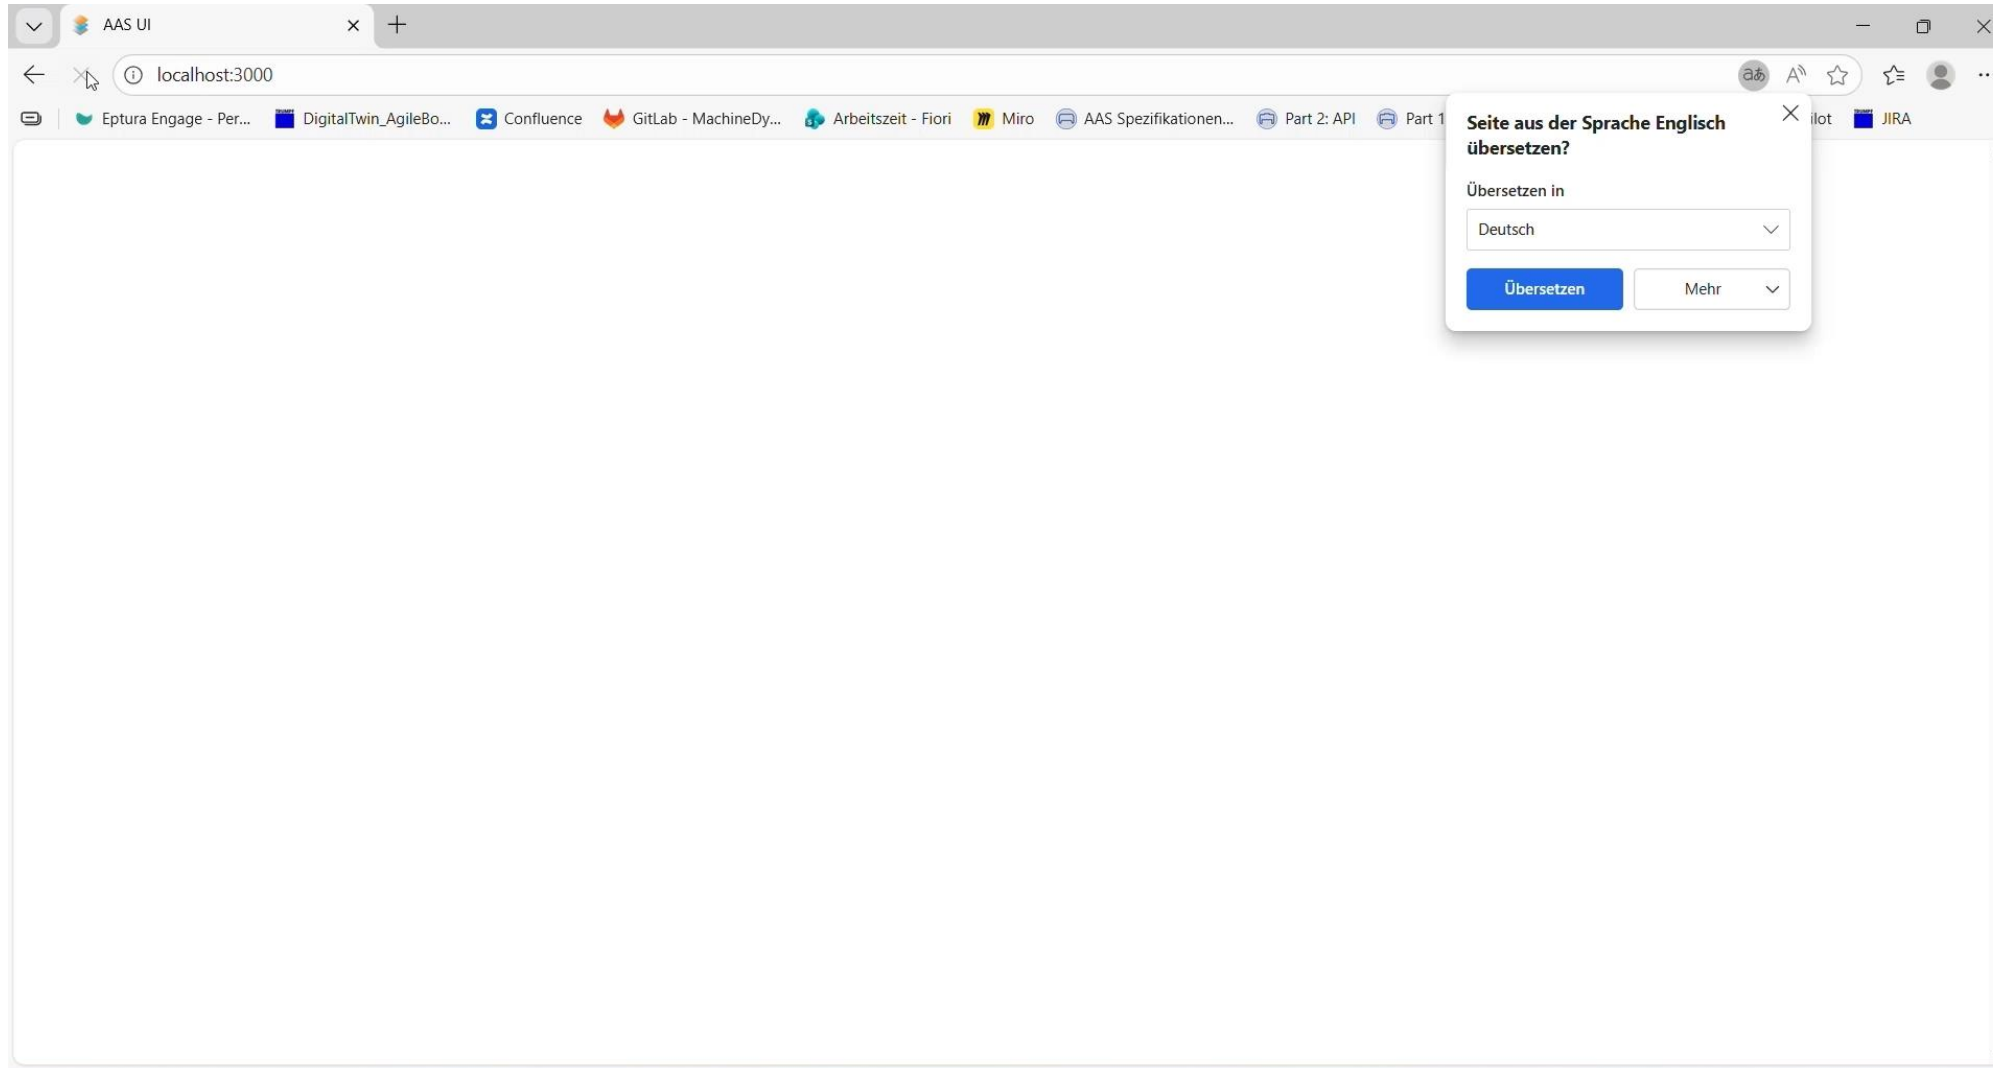 AAS UI
localhost:3000
Eptura Engage - Per... DigitalTwin_AgileBo... Confluence GitLab - MachineDy... Arbeitszeit - Fiori Miro AAS Spezifikationen... Part 2: API Part 1 ilot JIRA
Seite aus der Sprache Englisch
übersetzen?
Übersetzen in
Deutsch
Übersetzen Mehr